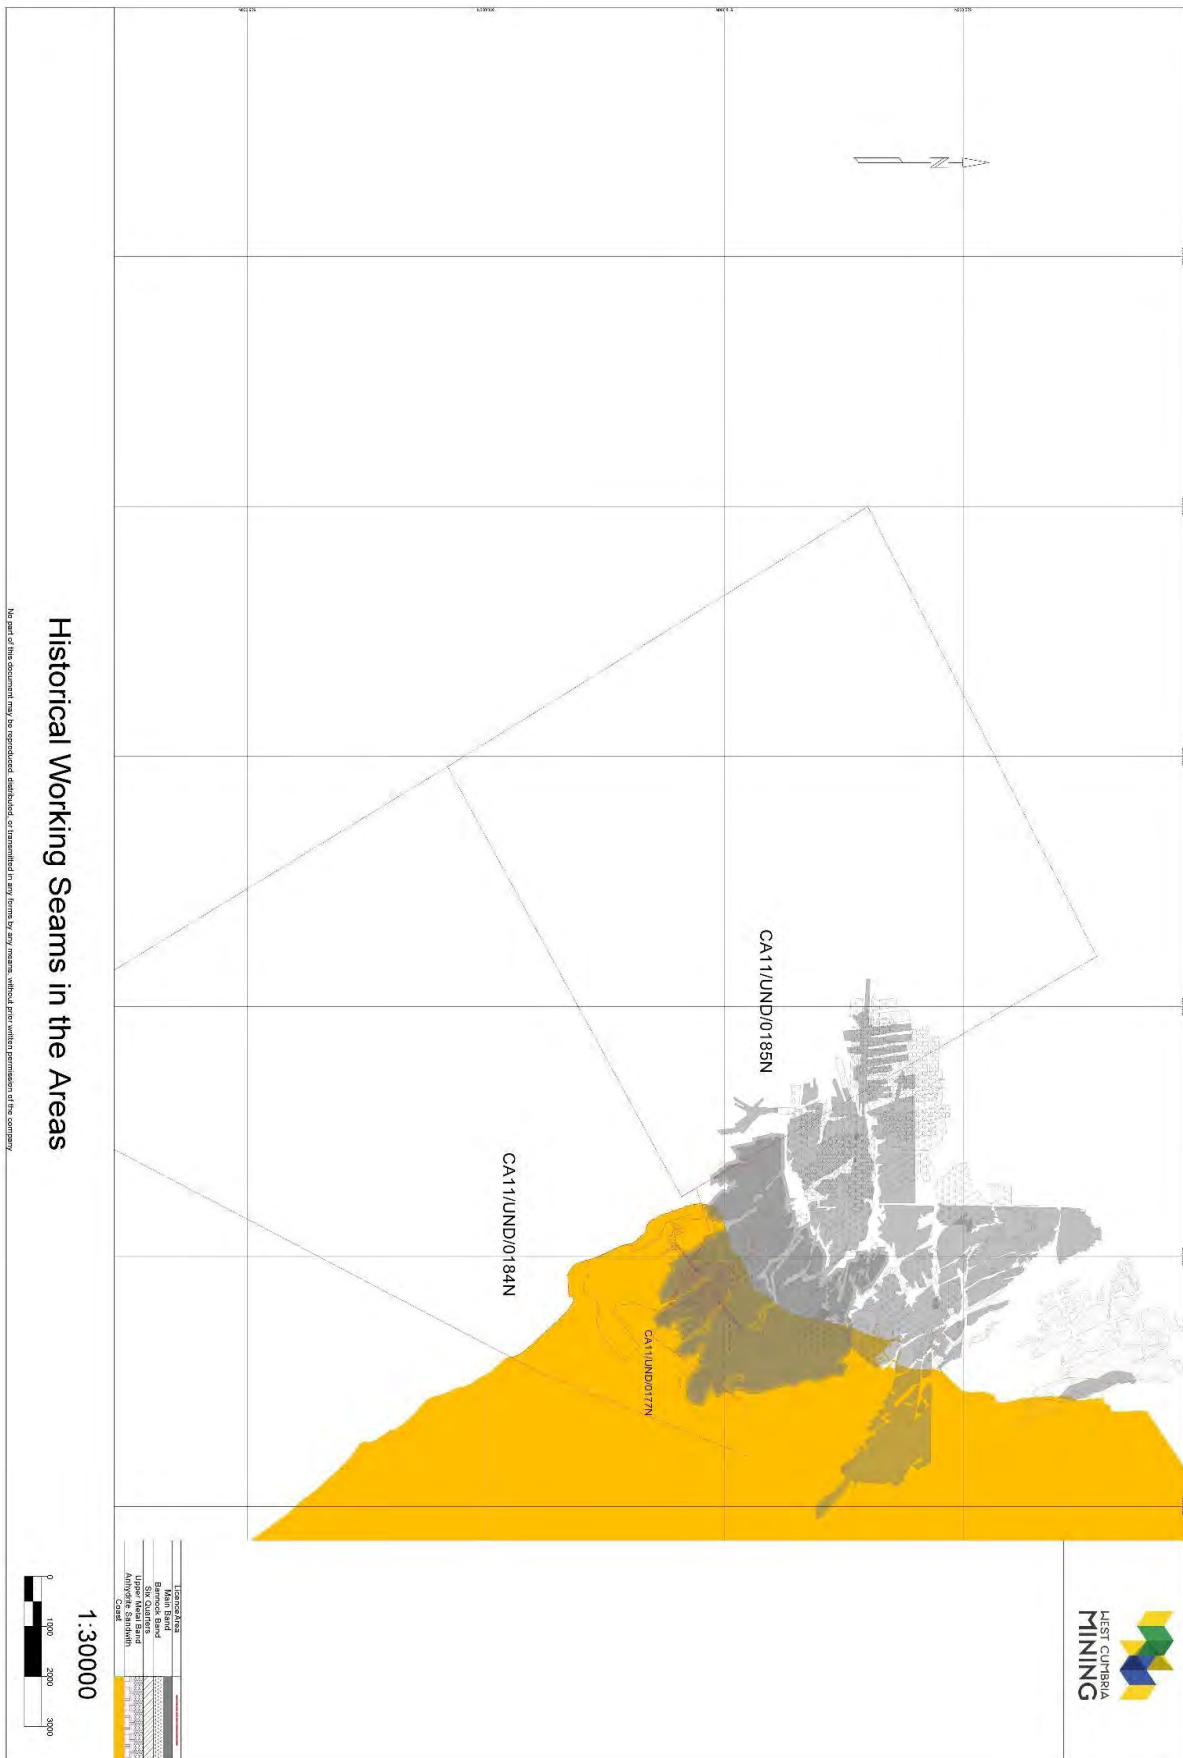 WEST CUMBRIA
MINING
CA11/UND/0185N
CA11/UND/0184N
CA11/UND/0177N
Licence Area
Main Band
Bannock Band
Six Quarters
Upper Metal Band
Anhydrite Sandwith
Coast
N
Historical Working Seams in the Areas
1:30000
0 1000 2000 3000
No part of this document may be reproduced, distributed, or transmitted in any forms by any means, without prior written permission of the company